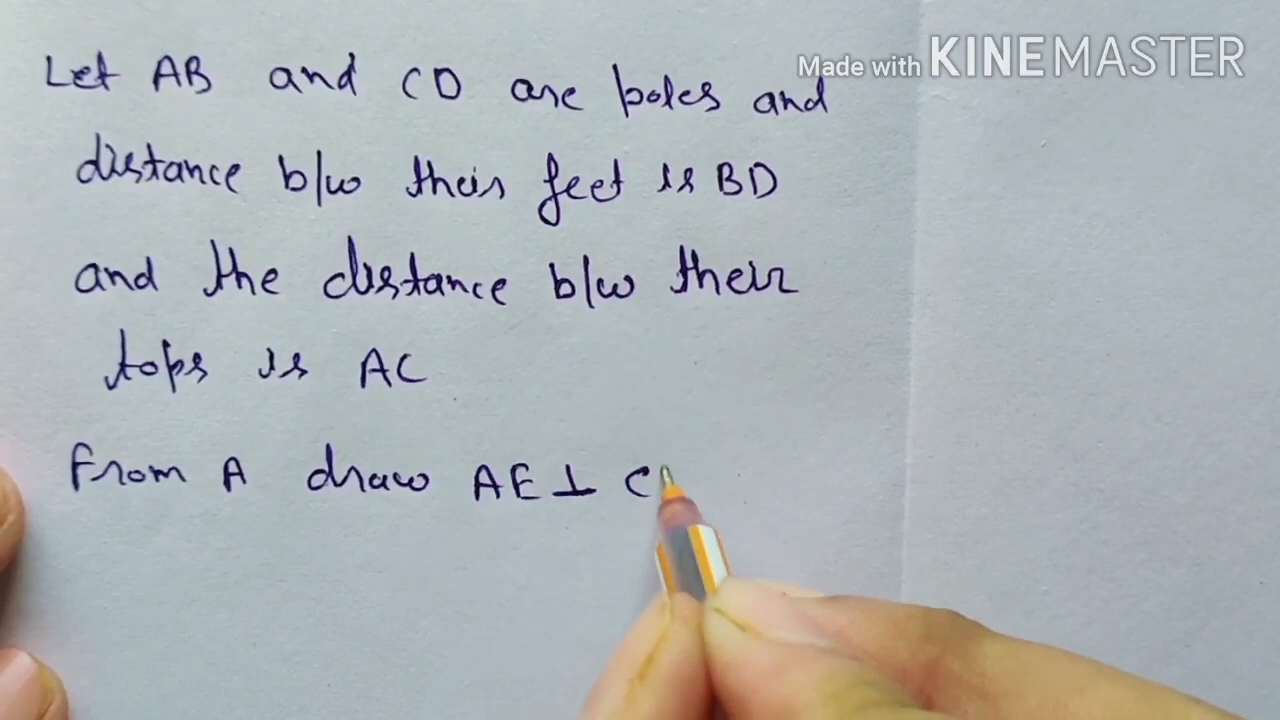 Made with KINEMASTER
Let AB and CD are poles and
distance b/w their feet is BD
and the distance b/w their
tops is AC
From A draw AE ⊥ C